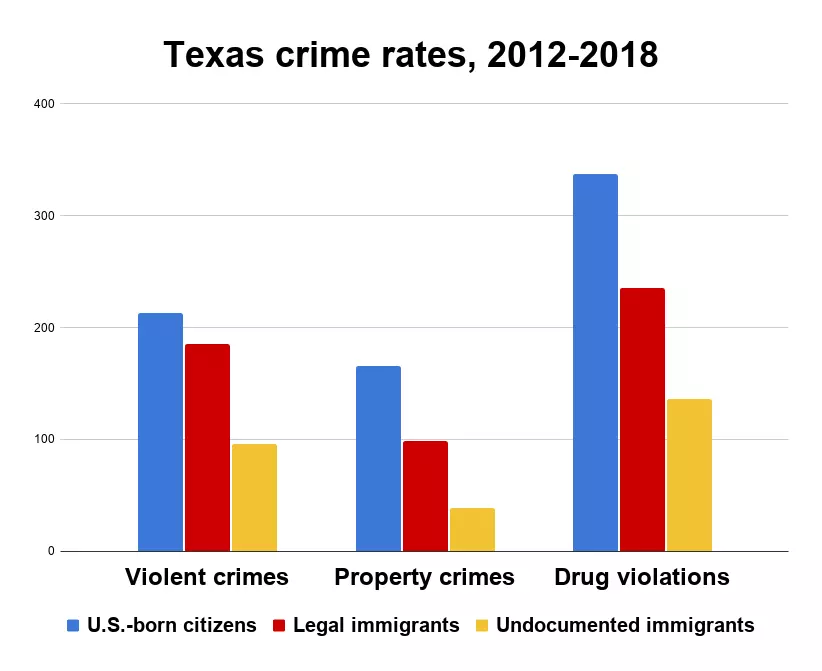 Texas crime rates, 2012-2018
400
300
200
100
0
Violent crimes Property crimes Drug violations
U.S.-born citizens Legal immigrants Undocumented immigrants